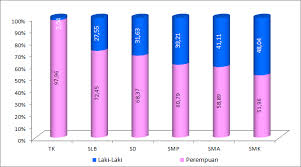 100%
90%
80%
70%
60%
50%
40%
30%
20%
10%
0%
27,55 31,63 39,21 41,11 48,04
97,96 72,45 68,37 60,79 58,89 51,96
TK SLB SD SMP SMA SMK
Laki-Laki Perempuan